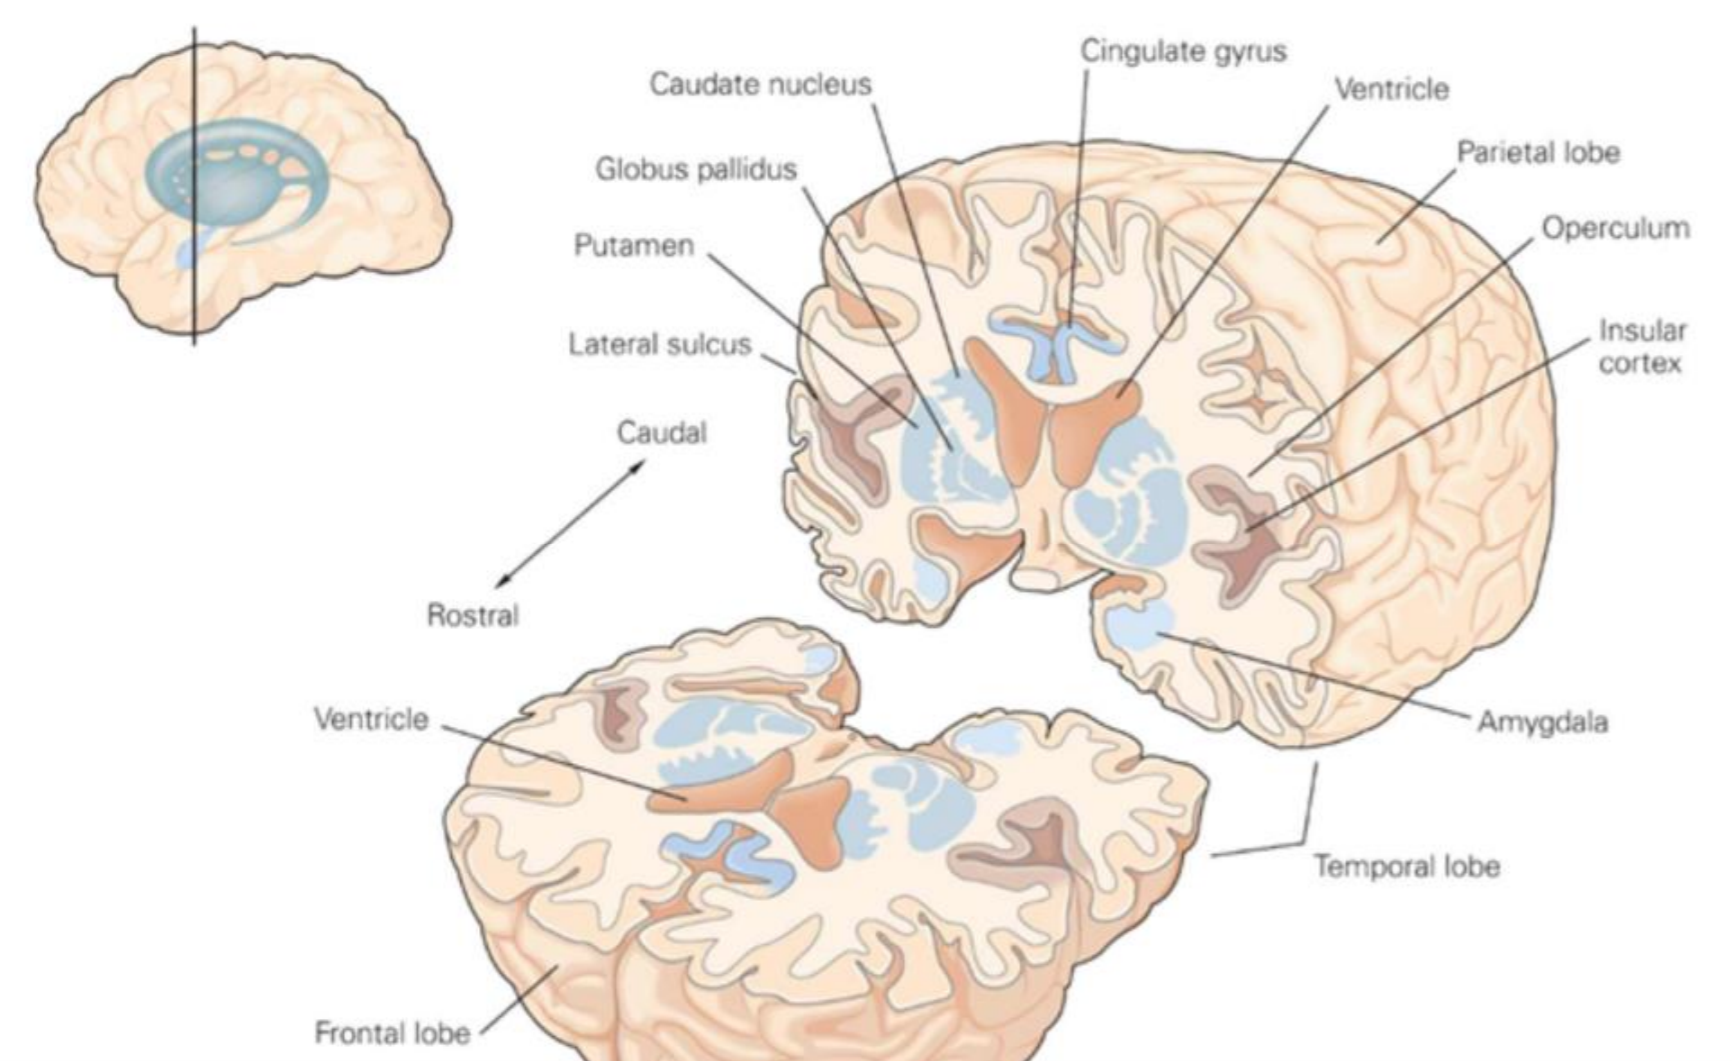 Cingulate gyrus
Caudate nucleus
Ventricle
Parietal lobe
Globus pallidus
Operculum
Putamen
Insular
cortex
Lateral sulcus
Caudal
Rostral
Ventricle
Amygdala
Temporal lobe
Frontal lobe